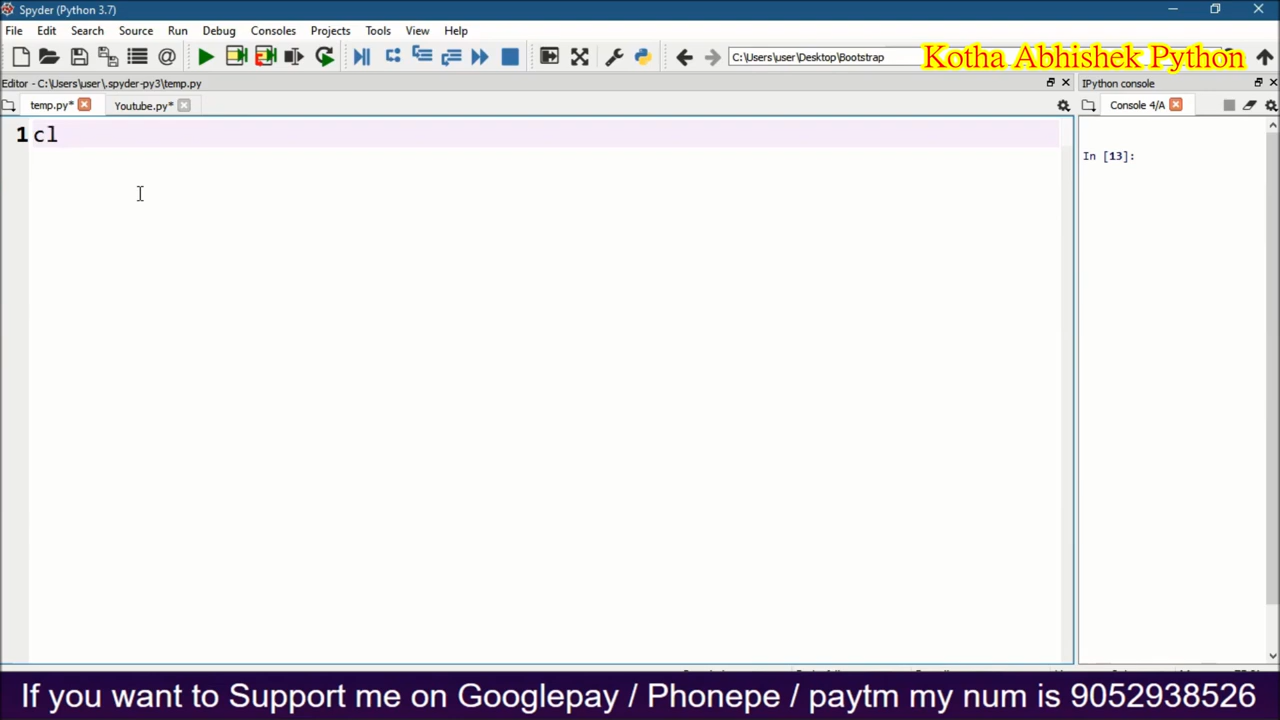 Spyder (Python 3.7)
File Edit Search Source Run Debug Consoles Projects Tools View Help
C:\Users\user\Desktop\Bootstrap
Kotha Abhishek Python
Editor - C:\Users\user\.spyder-py3\temp.py
IPython console
temp.py* Youtube.py*
Console 4/A
1 cl
In [13]:
If you want to Support me on Googlepay / Phonepe / paytm my num is 9052938526